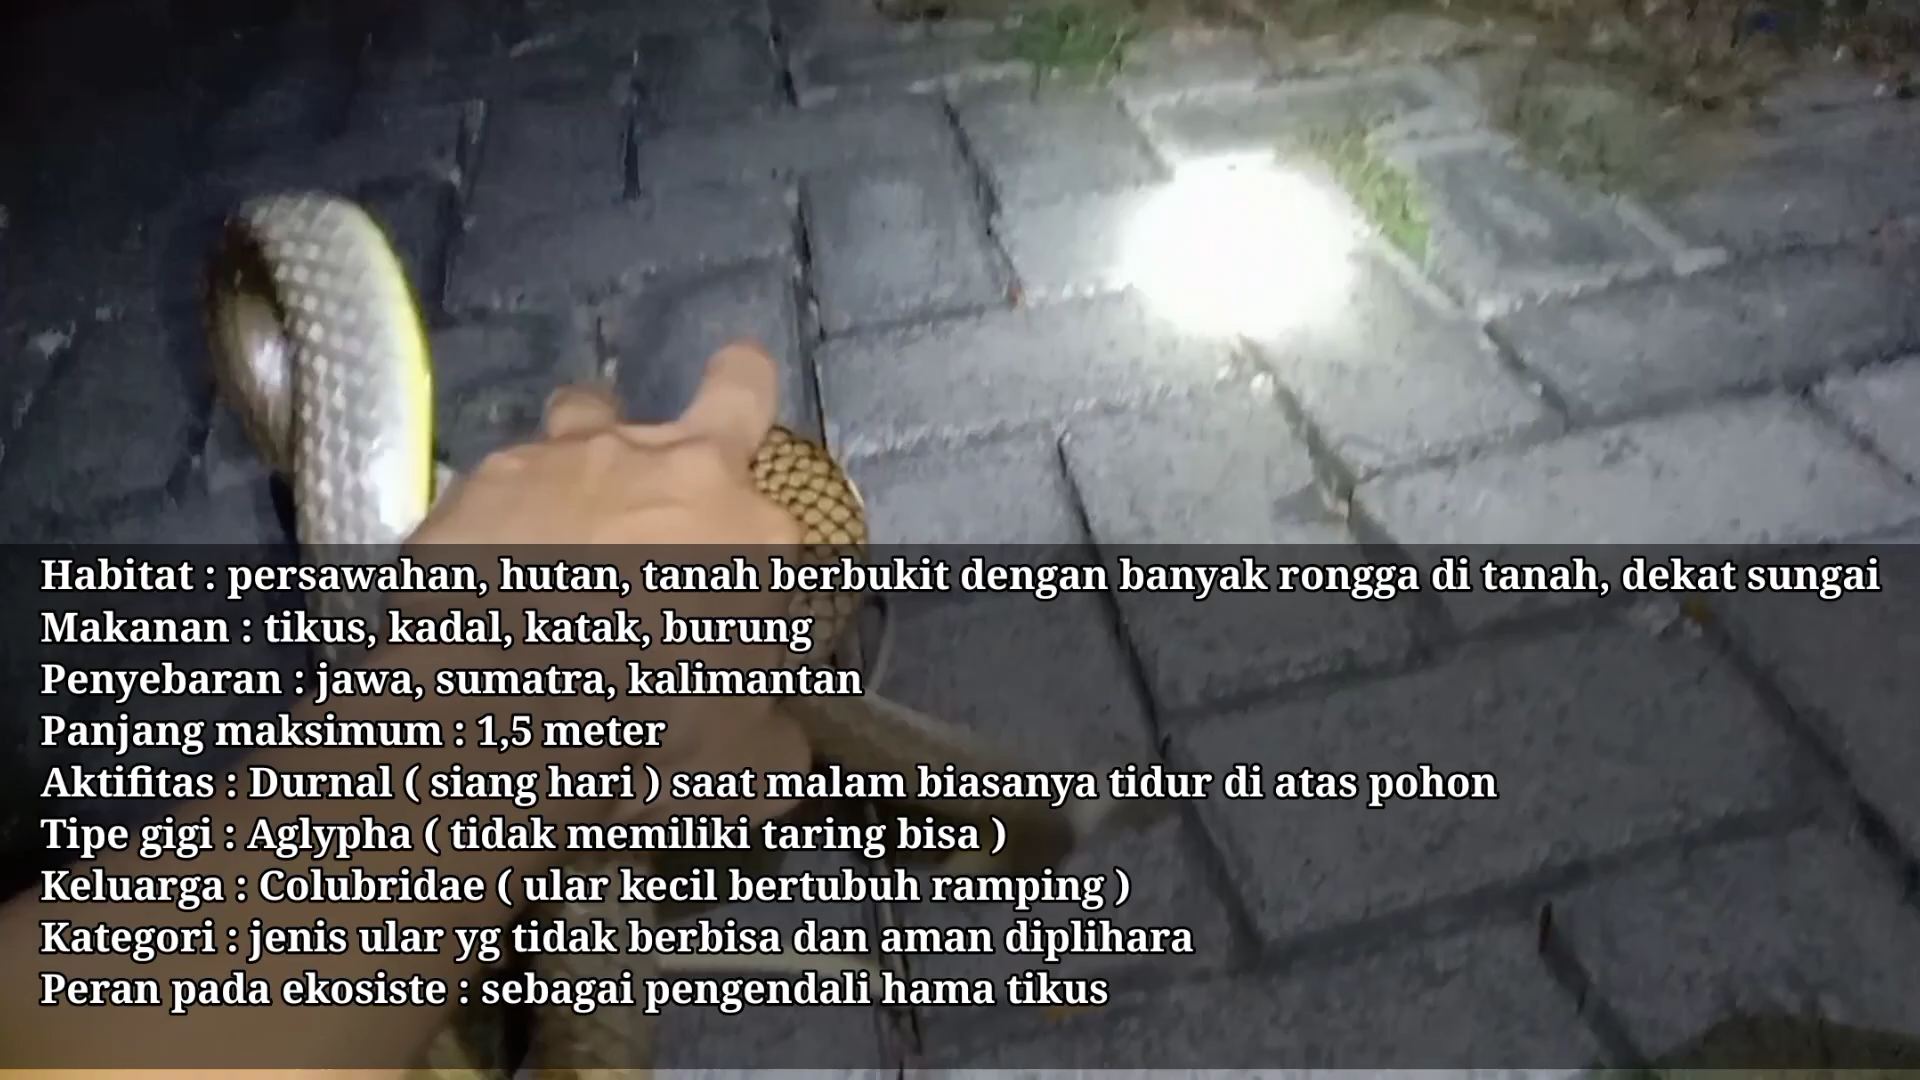 Habitat : persawahan, hutan, tanah berbukit dengan banyak rongga di tanah, dekat sungai
Makanan : tikus, kadal, katak, burung
Penyebaran : jawa, sumatra, kalimantan
Panjang maksimum : 1,5 meter
Aktifitas : Durnal ( siang hari ) saat malam biasanya tidur di atas pohon
Tipe gigi : Aglypha ( tidak memiliki taring bisa )
Keluarga : Colubridae ( ular kecil bertubuh ramping )
Kategori : jenis ular yg tidak berbisa dan aman diplihara
Peran pada ekosiste : sebagai pengendali hama tikus